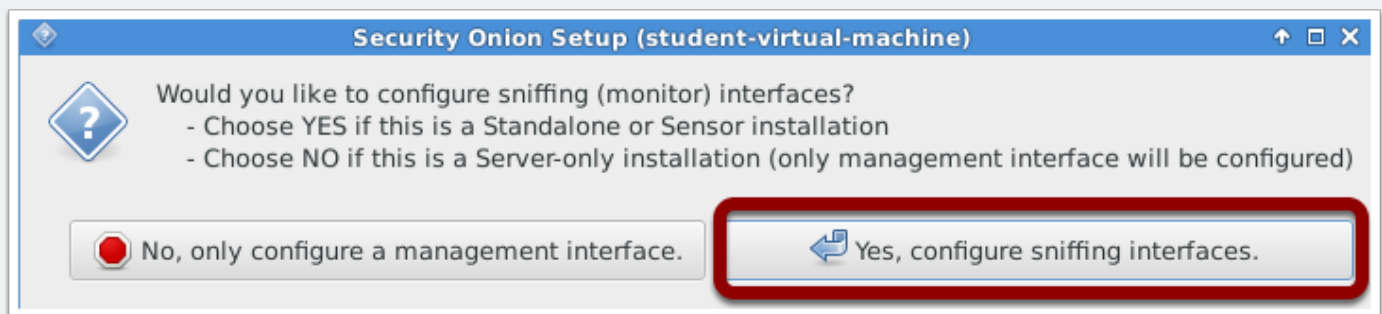 Security Onion Setup (student-virtual-machine)
Would you like to configure sniffing (monitor) interfaces?
- Choose YES if this is a Standalone or Sensor installation
- Choose NO if this is a Server-only installation (only management interface will be configured)
No, only configure a management interface.
Yes, configure sniffing interfaces.